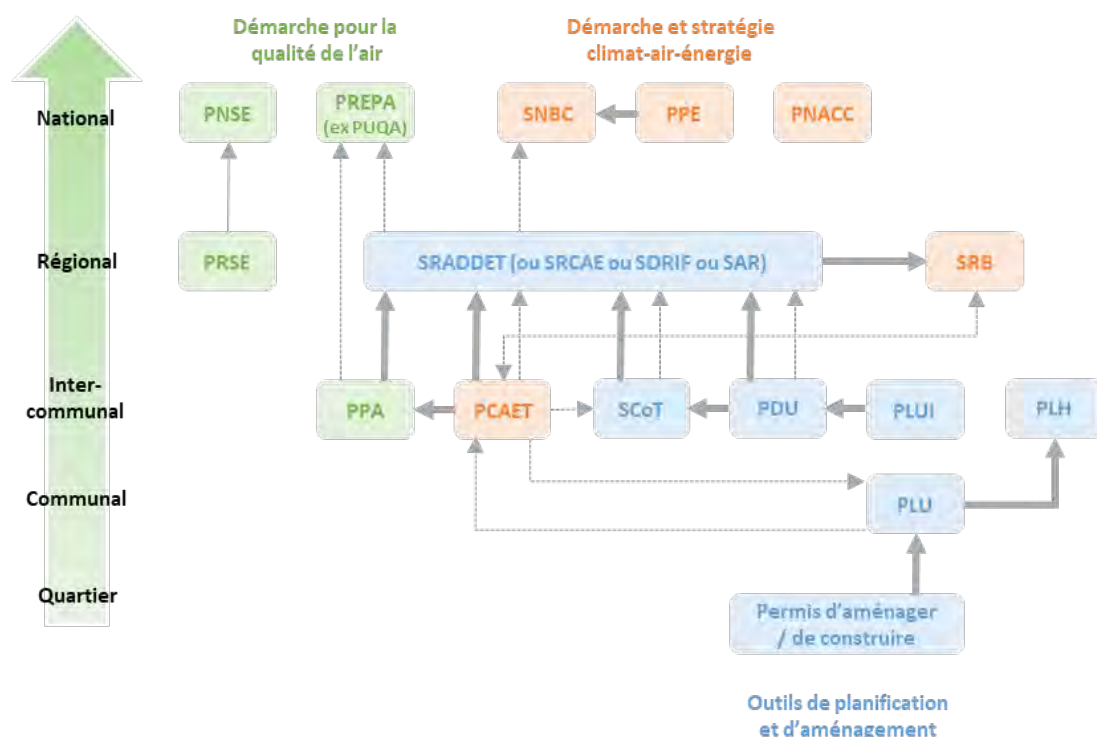 Démarche pour la
qualité de l'air
Démarche et stratégie
climat-air-énergie
National
PNSE
PREPA
(ex PUQA)
SNBC
PPE
PNACC
Régional
PRSE
SRADDET (ou SRCAE ou SDRIF ou SAR)
SRB
Inter-
communal
PPA
PCAET
SCoT
PDU
PLUI
PLH
Communal
PLU
Quartier
Permis d'aménager
/ de construire
Outils de planification
et d'aménagement